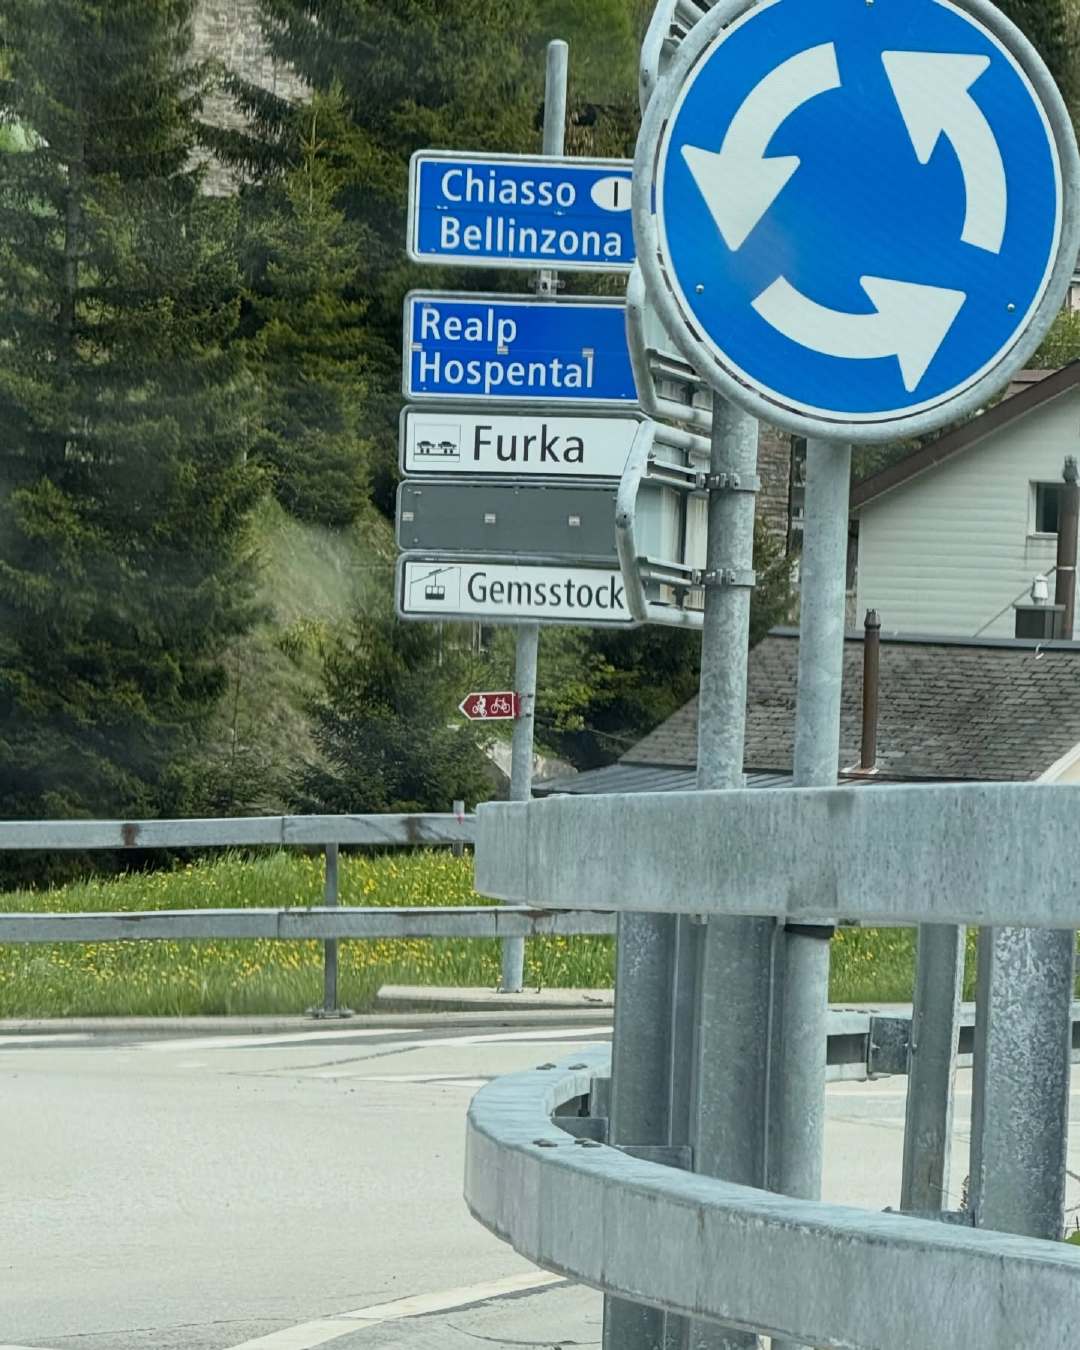 Chiasso I
Bellinzona
Realp
Hospental
Furka
Gemsstock